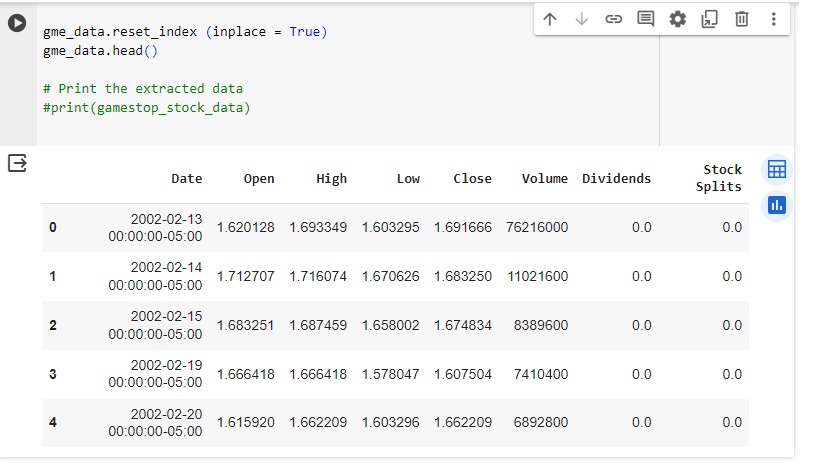 gme_data.reset_index (inplace = True)
gme_data.head()
# Print the extracted data
#print(gamestop_stock_data)
Date Open High Low Close Volume Dividends Stock Splits
0 2002-02-13 00:00:00-05:00 1.620128 1.693349 1.603295 1.691666 76216000 0.0 0.0
1 2002-02-14 00:00:00-05:00 1.712707 1.716074 1.670626 1.683250 11021600 0.0 0.0
2 2002-02-15 00:00:00-05:00 1.683251 1.687459 1.658002 1.674834 8389600 0.0 0.0
3 2002-02-19 00:00:00-05:00 1.666418 1.666418 1.578047 1.607504 7410400 0.0 0.0
4 2002-02-20 00:00:00-05:00 1.615920 1.662209 1.603296 1.662209 6892800 0.0 0.0